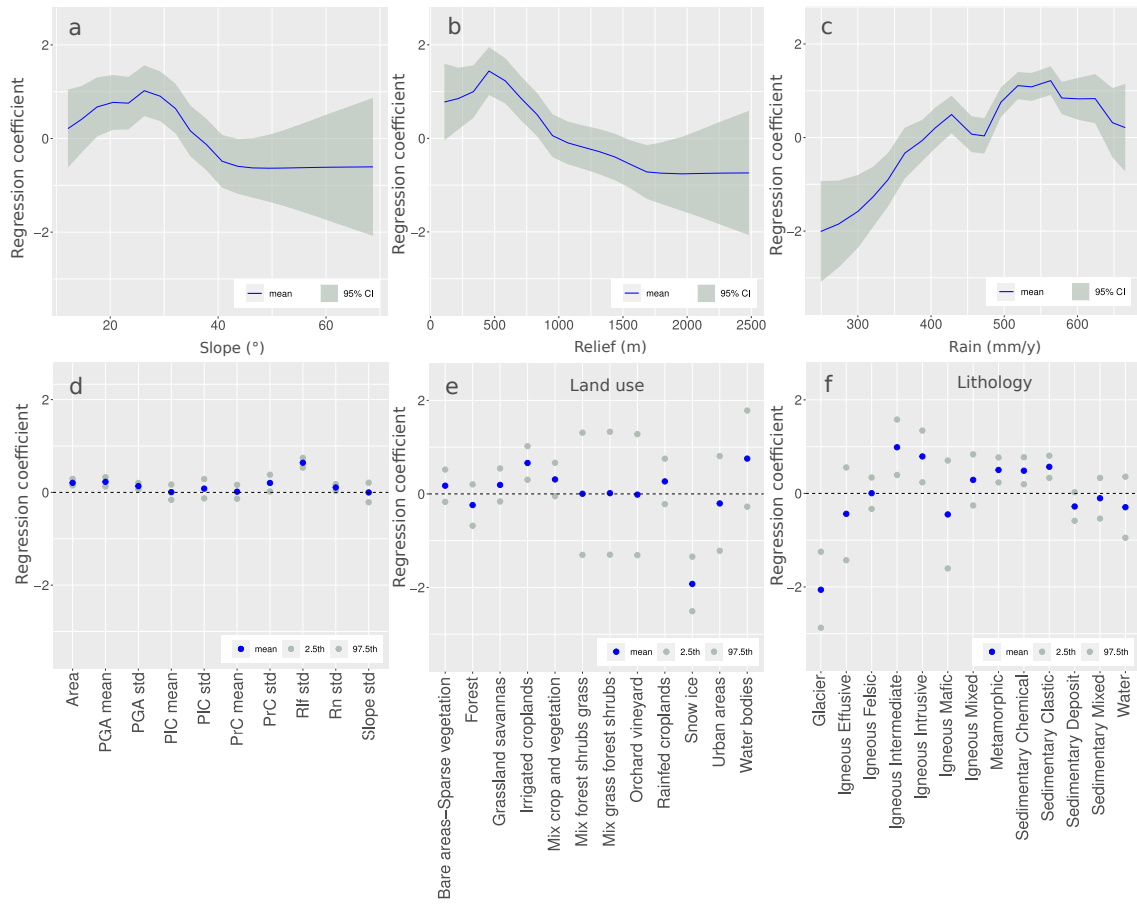 a
2
0
−2
Regression coefficient
mean
95% CI
20
40
60
Slope (°)
b
2
0
−2
Regression coefficient
mean
95% CI
0
500
1000
1500
2000
2500
Relief (m)
c
2
0
−2
Regression coefficient
mean
95% CI
300
400
500
600
Rain (mm/y)
d
2
0
−2
Regression coefficient
mean
2.5th
97.5th
Area
PGA mean
PGA std
PlC mean
PlC std
PrC mean
PrC std
Rlf std
Rn std
Slope std
e
Land use
2
0
−2
Regression coefficient
mean
2.5th
97.5th
Bare areas−Sparse vegetation
Forest
Grassland savannas
Irrigated croplands
Mix crop and vegetation
Mix forest shrubs grass
Mix grass forest shrubs
Orchard vineyard
Rainfed croplands
Snow ice
Urban areas
Water bodies
f
Lithology
2
0
−2
Regression coefficient
mean
2.5th
97.5th
Glacier
Igneous Effusive
Igneous Felsic
Igneous Intermediate
Igneous Intrusive
Igneous Mafic
Igneous Mixed
Metamorphic
Sedimentary Chemical
Sedimentary Clastic
Sedimentary Deposit
Sedimentary Mixed
Water